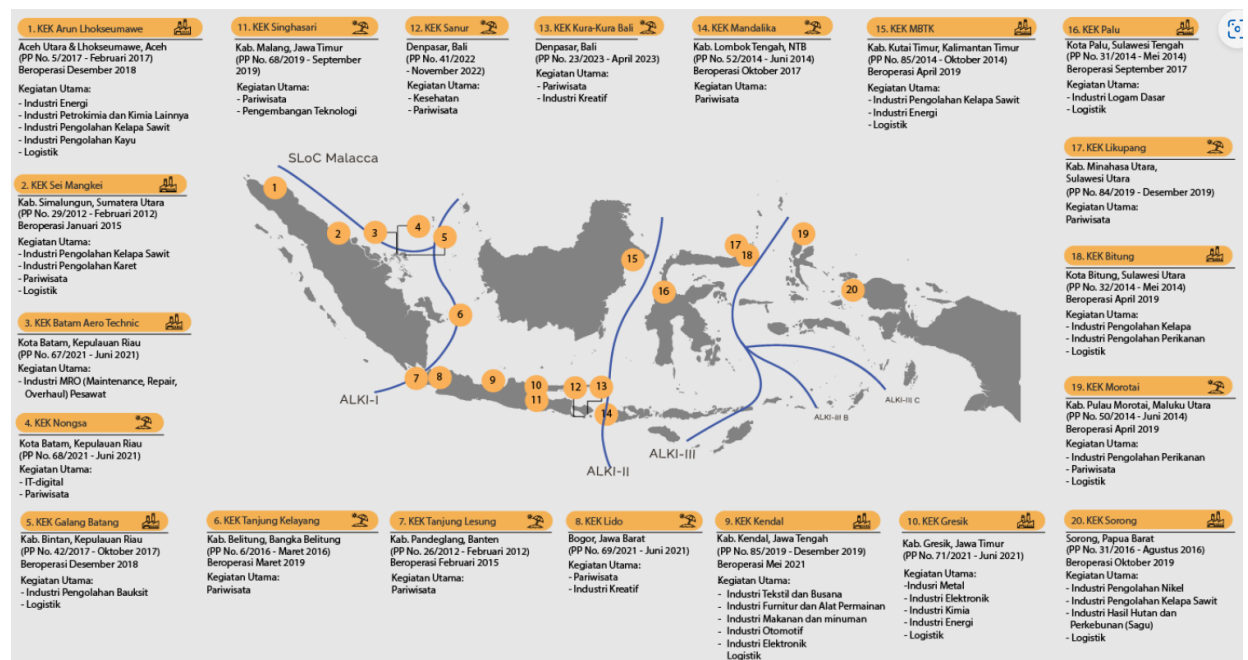 1. KEK Arun Lhokseumawe
Aceh Utara & Lhokseumawe, Aceh
(PP No. 5/2017 - Februari 2017)
Beroperasi Desember 2018
Kegiatan Utama:
- Industri Energi
- Industri Petrokimia dan Kimia Lainnya
- Industri Pengolahan Kelapa Sawit
- Industri Pengolahan Kayu
- Logistik
11. KEK Singhasari
Kab. Malang, Jawa Timur
(PP No. 68/2019 - September
2019)
Kegiatan Utama:
- Pariwisata
- Pengembangan Teknologi
12. KEK Sanur
Denpasar, Bali
(PP No. 41/2022
- November 2022)
Kegiatan Utama:
- Kesehatan
- Pariwisata
13. KEK Kura-Kura Bali
Denpasar, Bali
(PP No. 23/2023 - April 2023)
Kegiatan Utama:
- Pariwisata
- Industri Kreatif
14. KEK Mandalika
Kab. Lombok Tengah, NTB
(PP No. 52/2014 - Juni 2014)
Beroperasi Oktober 2017
Kegiatan Utama:
Pariwisata
15. KEK MBTK
Kab. Kutai Timur, Kalimantan Timur
(PP No. 85/2014 - Oktober 2014)
Beroperasi April 2019
Kegiatan Utama:
- Industri Pengolahan Kelapa Sawit
- Industri Energi
- Logistik
16. KEK Palu
Kota Palu, Sulawesi Tengah
(PP No. 31/2014 - Mei 2014)
Beroperasi September 2017
Kegiatan Utama:
- Industri Logam Dasar
- Logistik
17. KEK Likupang
Kab. Minahasa Utara,
Sulawesi Utara
(PP No. 84/2019 - Desember 2019)
Kegiatan Utama:
Pariwisata
2. KEK Sei Mangkei
Kab. Simalungun, Sumatera Utara
(PP No. 29/2012 - Februari 2012)
Beroperasi Januari 2015
Kegiatan Utama:
- Industri Pengolahan Kelapa Sawit
- Industri Pengolahan Karet
- Pariwisata
- Logistik
SLoC Malacca
1
2
3
4
5
6
7
8
9
10
11
12
13
14
15
16
17
18
19
20
ALKI-I
ALKI-II
ALKI-III
ALKI-III B
ALKI-III C
18. KEK Bitung
Kota Bitung, Sulawesi Utara
(PP No. 32/2014 - Mei 2014)
Beroperasi April 2019
Kegiatan Utama:
- Industri Pengolahan Kelapa
- Industri Pengolahan Perikanan
- Logistik
3. KEK Batam Aero Technic
Kota Batam, Kepulauan Riau
(PP No. 67/2021 - Juni 2021)
Kegiatan Utama:
- Industri MRO (Maintenance, Repair,
Overhaul) Pesawat
19. KEK Morotai
Kab. Pulau Morotai, Maluku Utara
(PP No. 50/2014 - Juni 2014)
Beroperasi April 2019
Kegiatan Utama:
- Industri Pengolahan Perikanan
- Pariwisata
- Logistik
4. KEK Nongsa
Kota Batam, Kepulauan Riau
(PP No. 68/2021 - Juni 2021)
Kegiatan Utama:
- IT-digital
- Pariwisata
5. KEK Galang Batang
Kab. Bintan, Kepulauan Riau
(PP No. 42/2017 - Oktober 2017)
Beroperasi Desember 2018
Kegiatan Utama:
- Industri Pengolahan Bauksit
- Logistik
6. KEK Tanjung Kelayang
Kab. Belitung, Bangka Belitung
(PP No. 6/2016 - Maret 2016)
Beroperasi Maret 2019
Kegiatan Utama:
Pariwisata
7. KEK Tanjung Lesung
Kab. Pandeglang, Banten
(PP No. 26/2012 - Februari 2012)
Beroperasi Februari 2015
Kegiatan Utama:
Pariwisata
8. KEK Lido
Bogor, Jawa Barat
(PP No. 69/2021 - Juni 2021)
Kegiatan Utama:
- Pariwisata
- Industri Kreatif
9. KEK Kendal
Kab. Kendal, Jawa Tengah
(PP No. 85/2019 - Desember 2019)
Beroperasi Mei 2021
Kegiatan Utama:
- Industri Tekstil dan Busana
- Industri Furnitur dan Alat Permainan
- Industri Makanan dan minuman
- Industri Otomotif
- Industri Elektronik
Logistik
10. KEK Gresik
Kab. Gresik, Jawa Timur
(PP No. 71/2021 - Juni 2021)
Kegiatan Utama:
-Indusri Metal
- Industri Elektronik
- Industri Kimia
- Industri Energi
- Logistik
20. KEK Sorong
Sorong, Papua Barat
(PP No. 31/2016 - Agustus 2016)
Beroperasi Oktober 2019
Kegiatan Utama:
- Industri Pengolahan Nikel
- Industri Pengolahan Kelapa Sawit
- Industri Hasil Hutan dan
Perkebunan (Sagu)
- Logistik